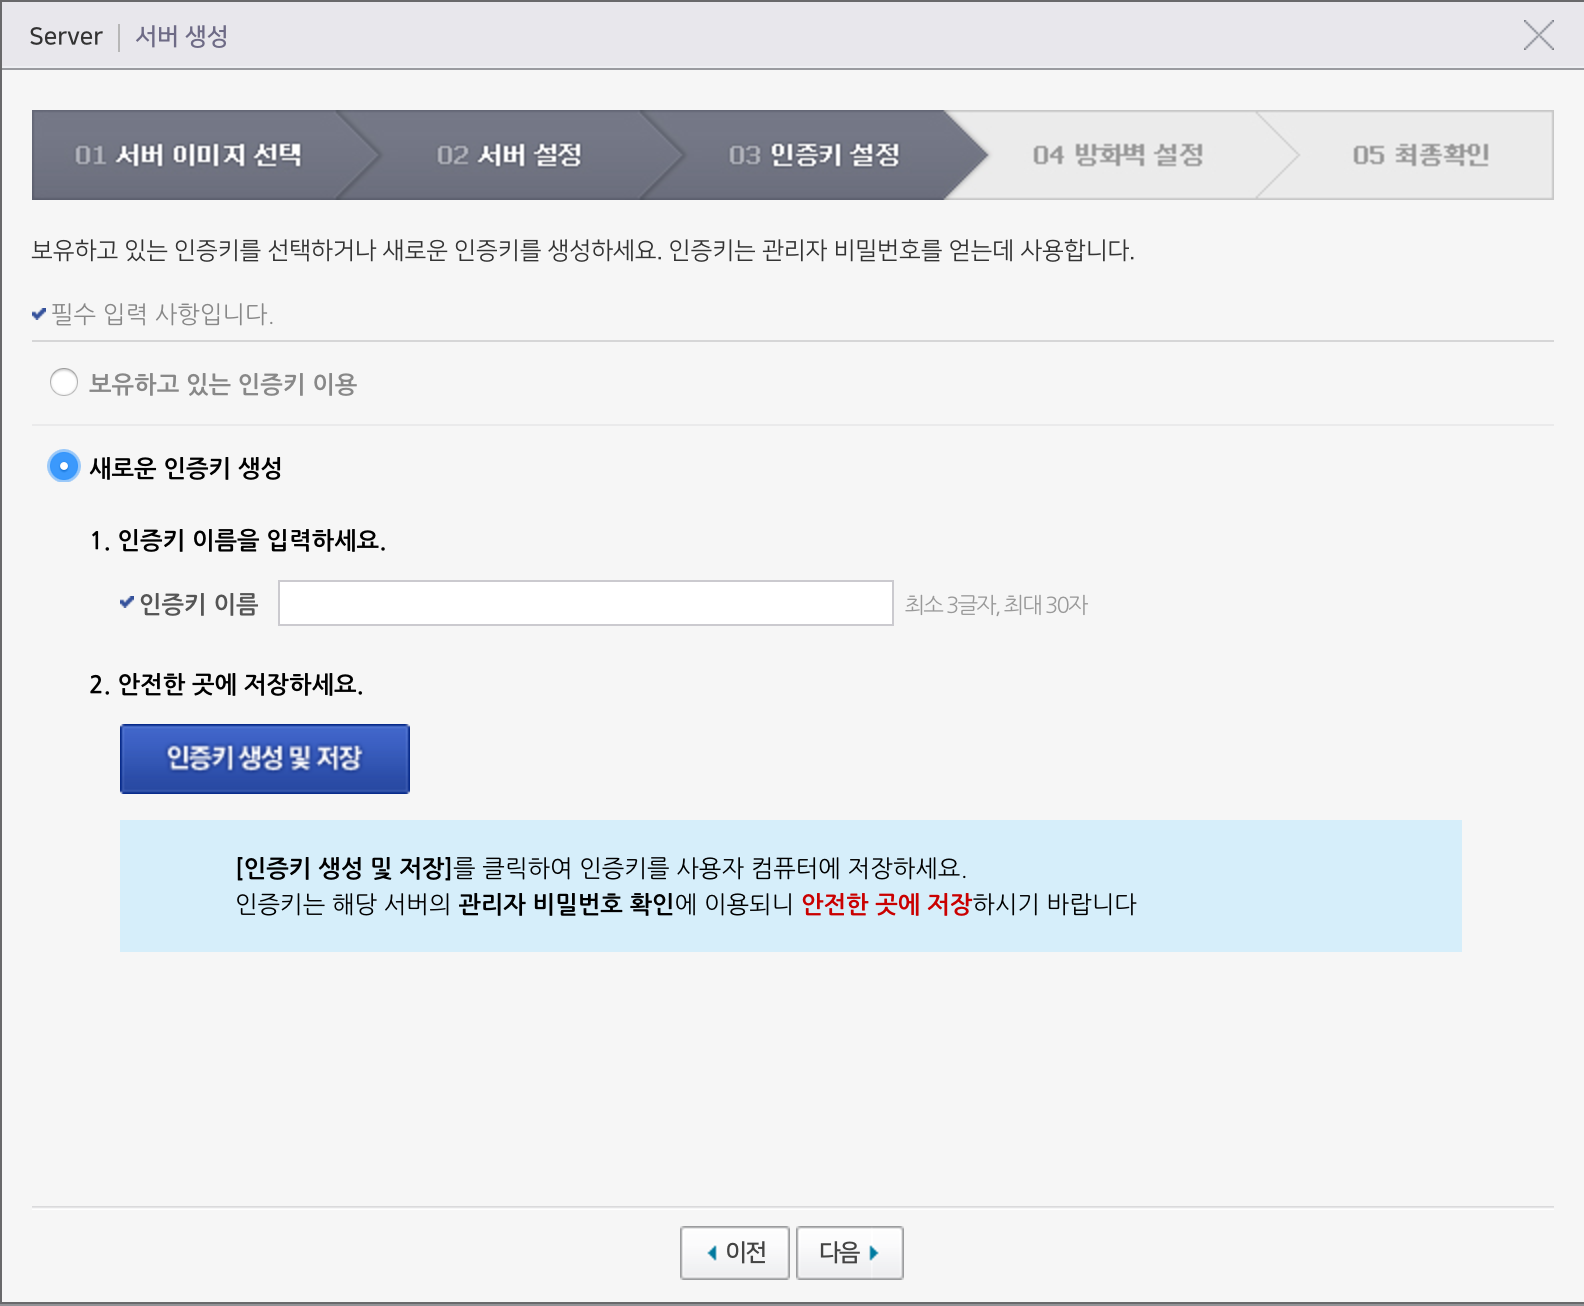 Server | 서버 생성
01 서버 이미지 선택
02 서버 설정
03 인증키 설정
04 방화벽 설정
05 최종확인
보유하고 있는 인증키를 선택하거나 새로운 인증키를 생성하세요. 인증키는 관리자 비밀번호를 얻는데 사용합니다.
필수 입력 사항입니다.
보유하고 있는 인증키 이용
새로운 인증키 생성
1. 인증키 이름을 입력하세요.
인증키 이름
최소 3글자, 최대 30자
2. 안전한 곳에 저장하세요.
인증키 생성 및 저장
[인증키 생성 및 저장]를 클릭하여 인증키를 사용자 컴퓨터에 저장하세요.
인증키는 해당 서버의 관리자 비밀번호 확인에 이용되니 안전한 곳에 저장하시기 바랍니다
이전
다음